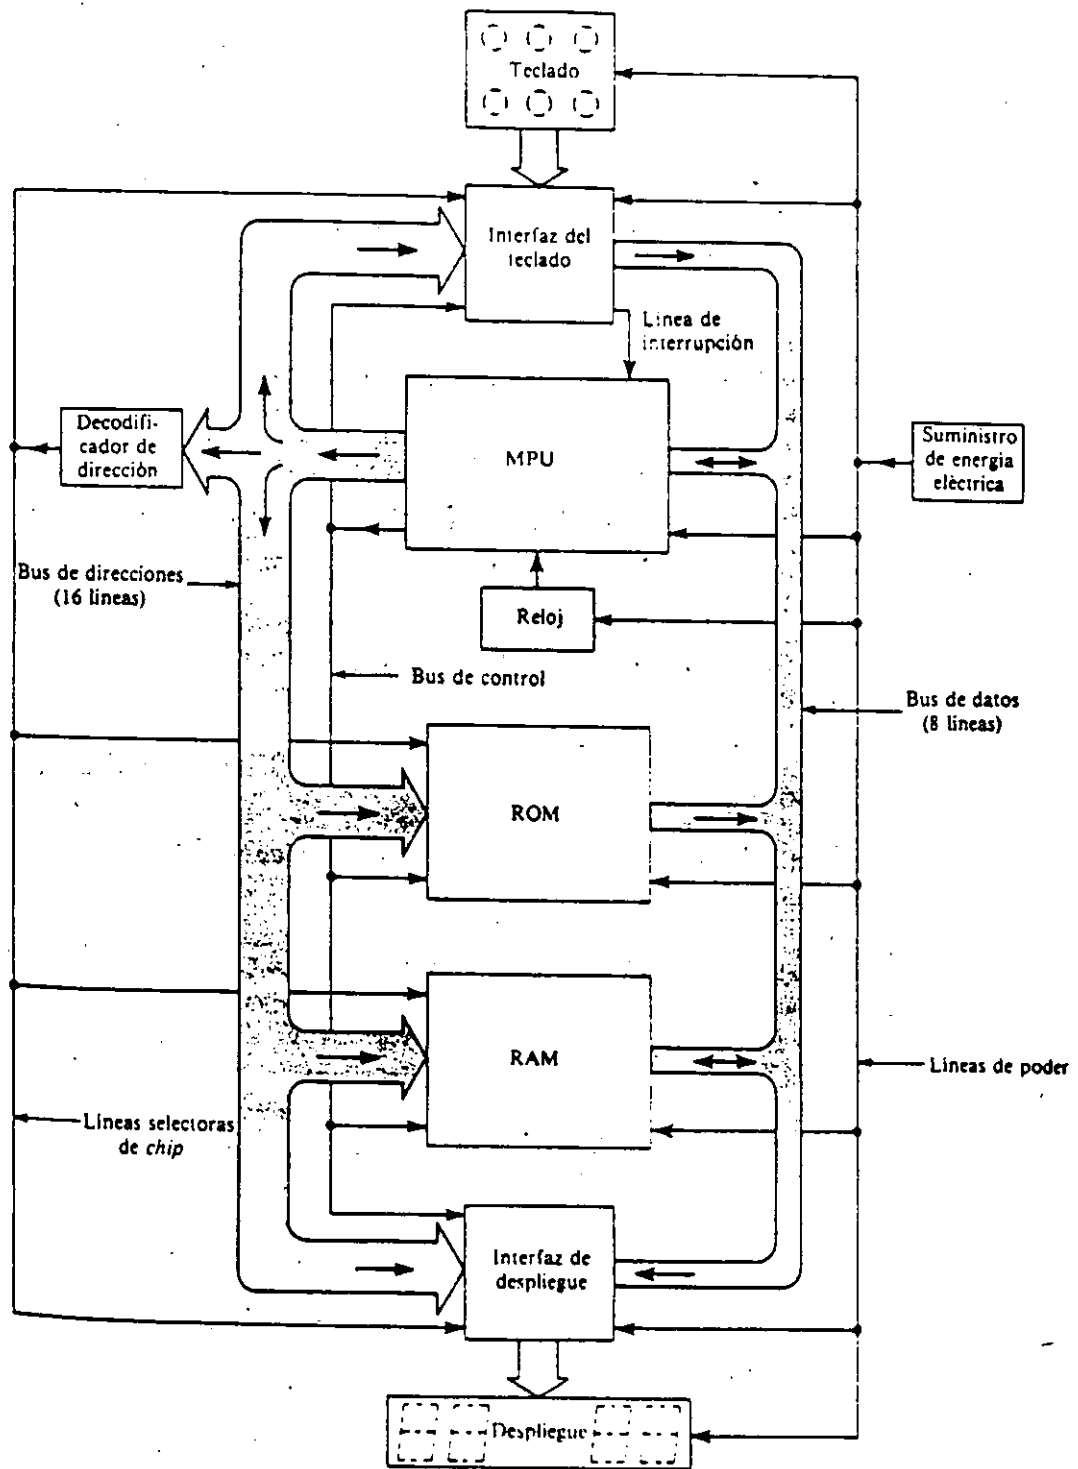 Teclado
Interfaz del
teclado
Línea de
interrupción
Decodifi-
cador de
dirección
MPU
Suministro
de energía
eléctrica
Bus de direcciones
(16 líneas)
Reloj
Bus de control
Bus de datos
(8 líneas)
ROM
RAM
Líneas de poder
Líneas selectoras
de chip
Interfaz de
despliegue
Despliegue